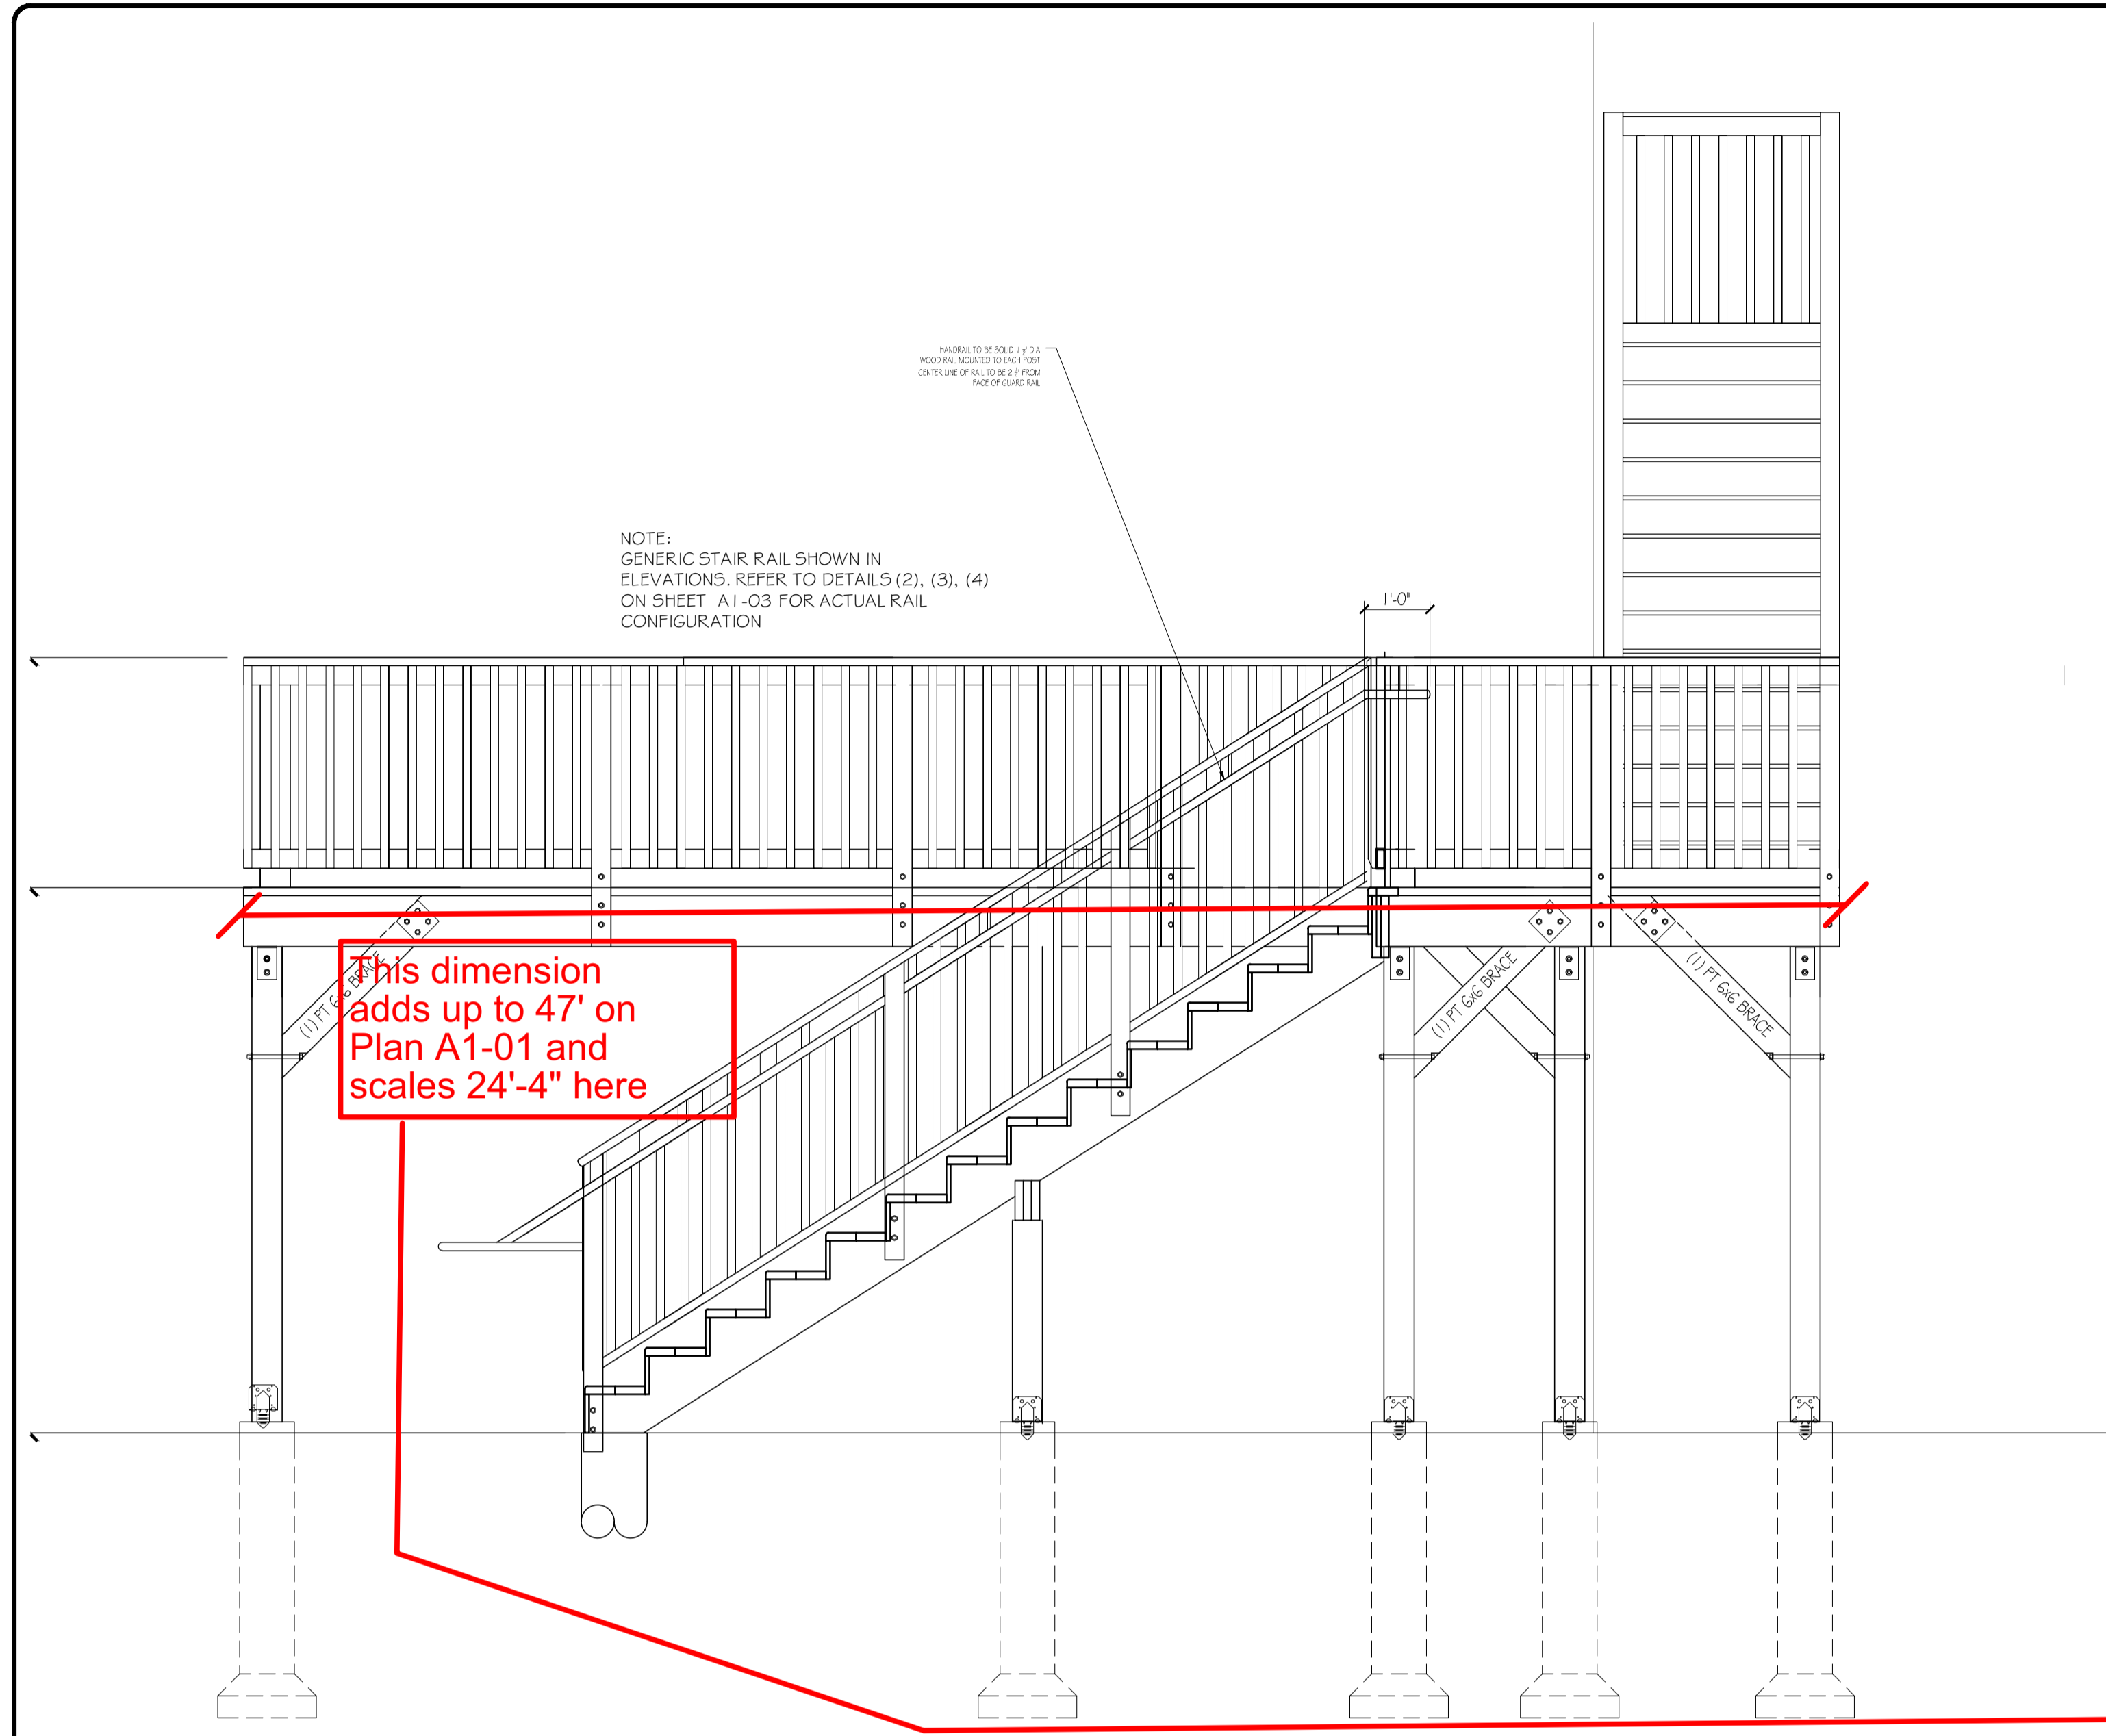 HANDRAIL TO BE SOLID 1 ½" DIA
WOOD RAIL MOUNTED TO EACH POST
CENTER LINE OF RAIL TO BE 2 ½" FROM
FACE OF GUARD RAIL
NOTE:
GENERIC STAIR RAIL SHOWN IN
ELEVATIONS. REFER TO DETAILS (2), (3), (4)
ON SHEET A1-03 FOR ACTUAL RAIL
CONFIGURATION
1'-0"
(1) PT 6x6 BRACE
This dimension
adds up to 47' on
Plan A1-01 and
scales 24'-4" here
(1) PT 6x6 BRACE
(1) PT 6x6 BRACE